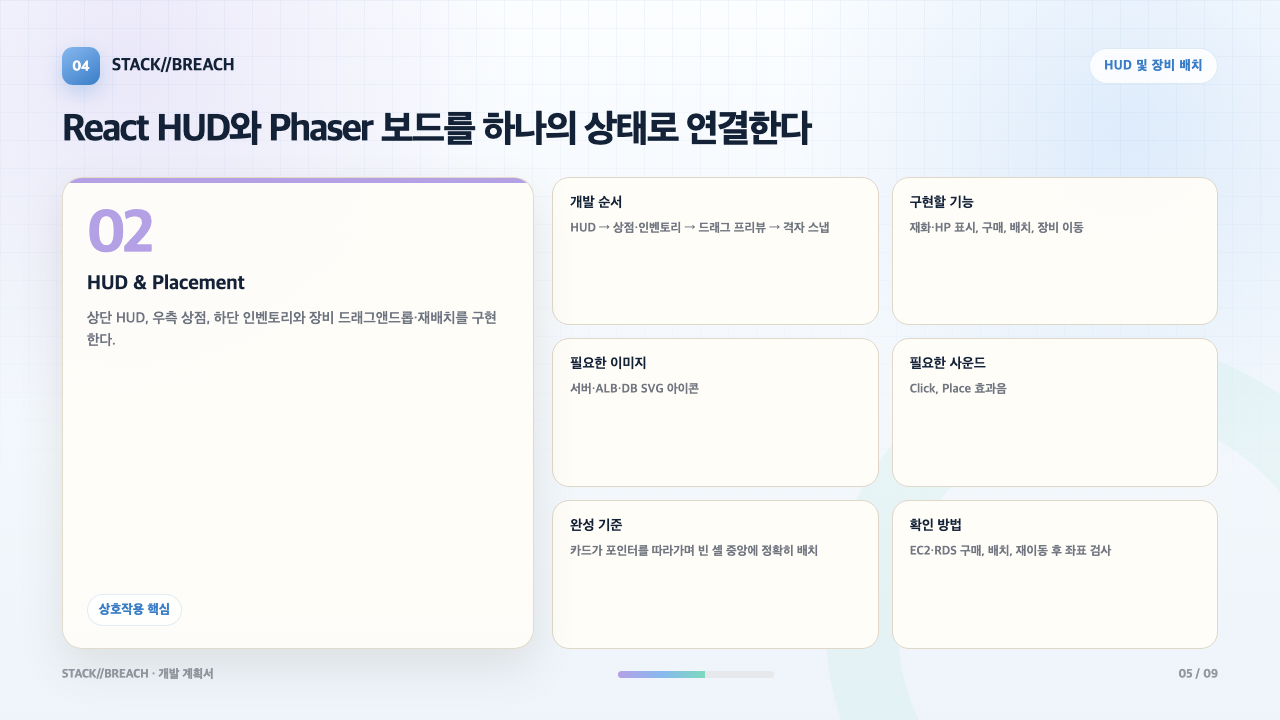 04
STACK//BREACH
HUD 및 장비 배치
React HUD와 Phaser 보드를 하나의 상태로 연결한다
02
HUD & Placement
상단 HUD, 우측 상점, 하단 인벤토리와 장비 드래그앤드롭·재배치를 구현
한다.
상호작용 핵심
개발 순서
HUD → 상점·인벤토리 → 드래그 프리뷰 → 격자 스냅
구현할 기능
재화·HP 표시, 구매, 배치, 장비 이동
필요한 이미지
서버·ALB·DB SVG 아이콘
필요한 사운드
Click, Place 효과음
완성 기준
카드가 포인터를 따라가며 빈 셀 중앙에 정확히 배치
확인 방법
EC2·RDS 구매, 배치, 재이동 후 좌표 검사
STACK//BREACH · 개발 계획서
05 / 09